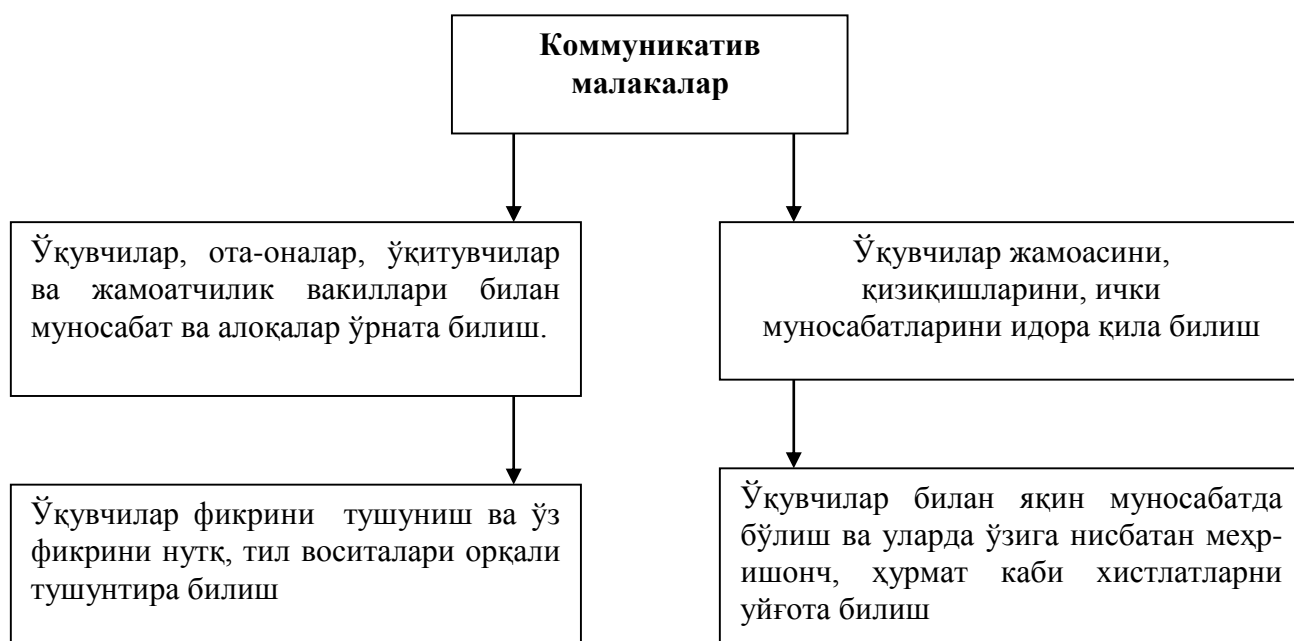 Коммуникатив
малакалар
Ўқувчилар, ота-оналар, ўқитувчилар
ва жамоатчилик вакиллари билан
муносабат ва алоқалар ўрната билиш.
Ўқувчилар жамоасини,
қизиқишларини, ички
муносабатларини идора қила билиш
Ўқувчилар фикрини тушуниш ва ўз
фикрини нутқ, тил воситалари орқали
тушунтира билиш
Ўқувчилар билан яқин муносабатда
бўлиш ва уларда ўзига нисбатан меҳр-
ишонч, ҳурмат каби хистлатларни
уйғота билиш